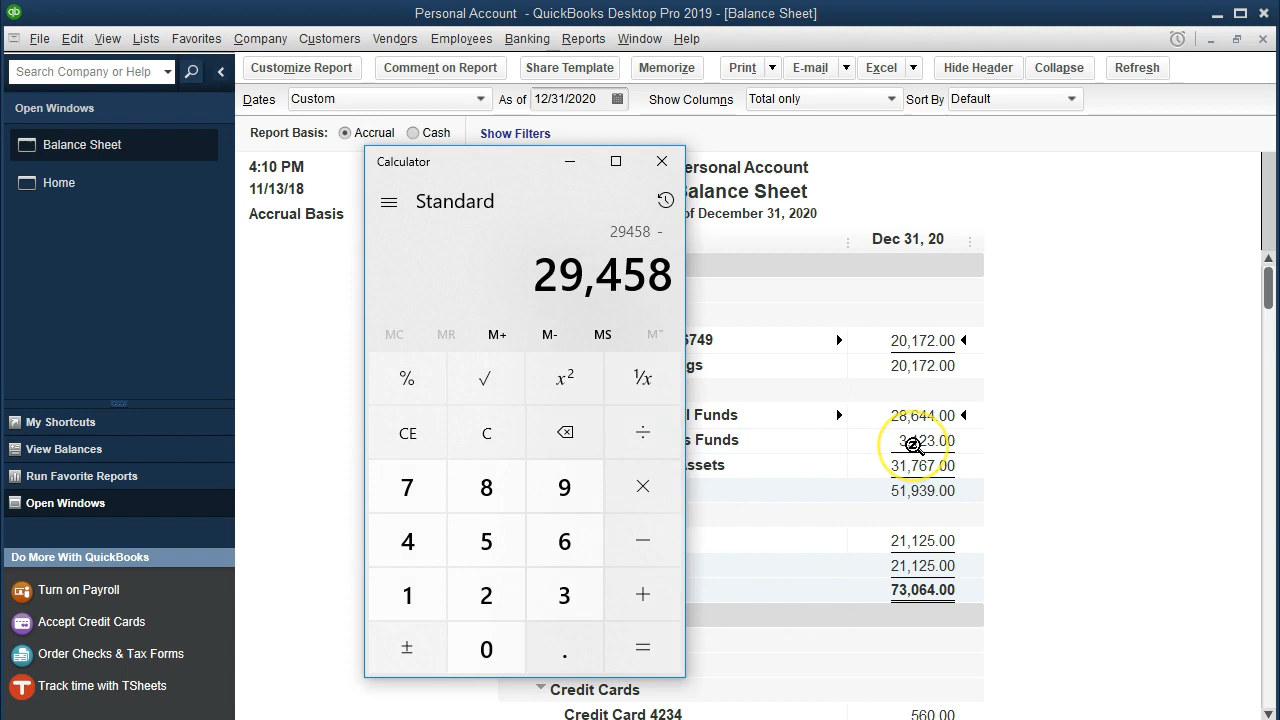 Personal Account - QuickBooks Desktop Pro 2019 - [Balance Sheet]
File Edit View Lists Favorites Company Customers Vendors Employees Banking Reports Window Help
Search Company or Help
Customize Report Comment on Report Share Template Memorize Print E-mail Excel Hide Header Collapse Refresh
Open Windows
Dates Custom As of 12/31/2020 Show Columns Total only Sort By Default
Report Basis: Accrual Cash Show Filters
Balance Sheet
Home
4:10 PM
11/13/18
Accrual Basis
ersonal Account
alance Sheet
of December 31, 2020
Dec 31, 20
6749 20,172.00
gs 20,172.00
l Funds 28,644.00
s Funds
ssets 31,767.00
51,939.00
21,125.00
21,125.00
73,064.00
Credit Cards
Credit Card 4234 560.00
Calculator
Standard
29458 -
29,458
MC MR M+ M- MS M˅
% √ x² ¹/x
CE C ÷
7 8 9 ×
4 5 6 −
1 2 3 +
± 0 . =
My Shortcuts
View Balances
Run Favorite Reports
Open Windows
Do More With QuickBooks
Turn on Payroll
Accept Credit Cards
Order Checks & Tax Forms
Track time with TSheets